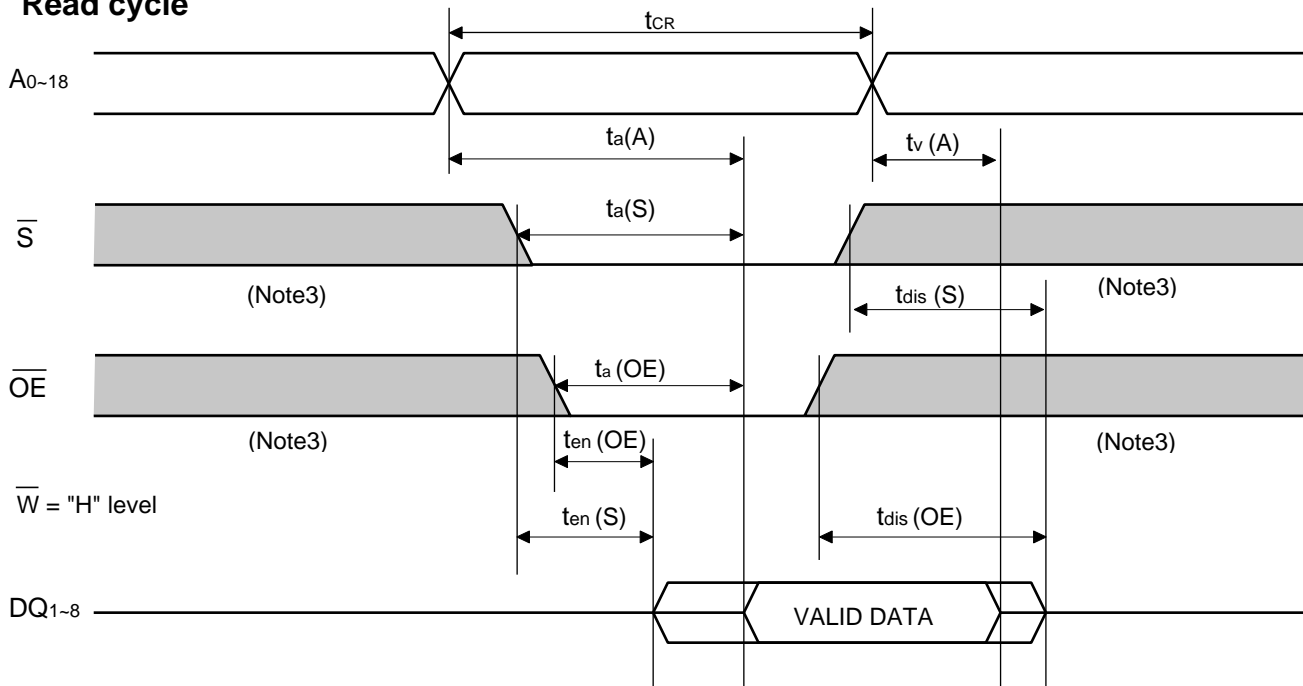 Read cycle
tCR
A0~18
ta(A)
tv (A)
S
ta(S)
(Note3)
(Note3)
tdis (S)
OE
ta (OE)
(Note3)
ten (OE)
(Note3)
W = "H" level
ten (S)
tdis (OE)
DQ1~8
VALID DATA